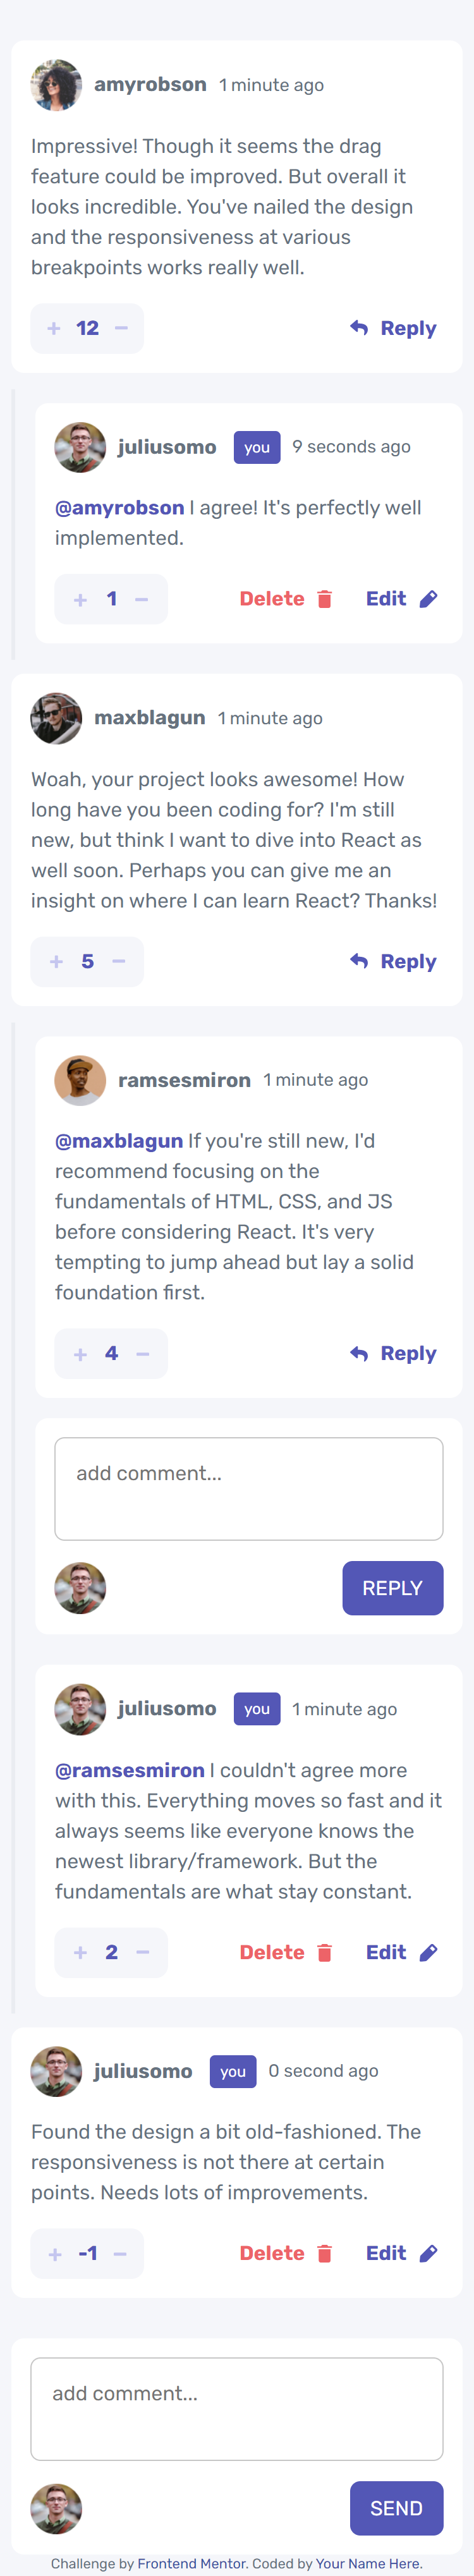 amyrobson 1 minute ago
Impressive! Though it seems the drag
feature could be improved. But overall it
looks incredible. You've nailed the design
and the responsiveness at various
breakpoints works really well.
+ 12 − Reply
juliusomo you 9 seconds ago
@amyrobson I agree! It's perfectly well
implemented.
+ 1 − Delete Edit
maxblagun 1 minute ago
Woah, your project looks awesome! How
long have you been coding for? I'm still
new, but think I want to dive into React as
well soon. Perhaps you can give me an
insight on where I can learn React? Thanks!
+ 5 − Reply
ramsesmiron 1 minute ago
@maxblagun If you're still new, I'd
recommend focusing on the
fundamentals of HTML, CSS, and JS
before considering React. It's very
tempting to jump ahead but lay a solid
foundation first.
+ 4 − Reply
add comment...
REPLY
juliusomo you 1 minute ago
@ramsesmiron I couldn't agree more
with this. Everything moves so fast and it
always seems like everyone knows the
newest library/framework. But the
fundamentals are what stay constant.
+ 2 − Delete Edit
juliusomo you 0 second ago
Found the design a bit old-fashioned. The
responsiveness is not there at certain
points. Needs lots of improvements.
+ -1 − Delete Edit
add comment...
SEND
Challenge by Frontend Mentor. Coded by Your Name Here.